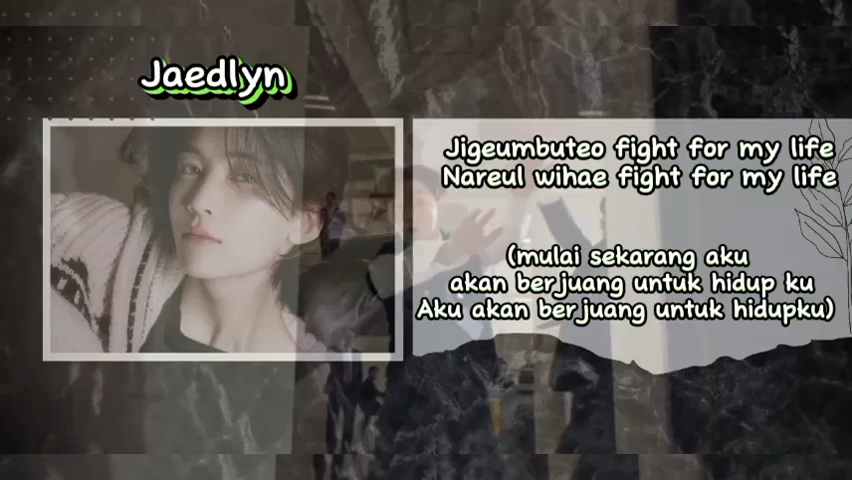 Jaedlyn
Jigeumbuteo fight for my life
Nareul wihae fight for my life
(mulai sekarang aku
akan berjuang untuk hidup ku
Aku akan berjuang untuk hidupku)